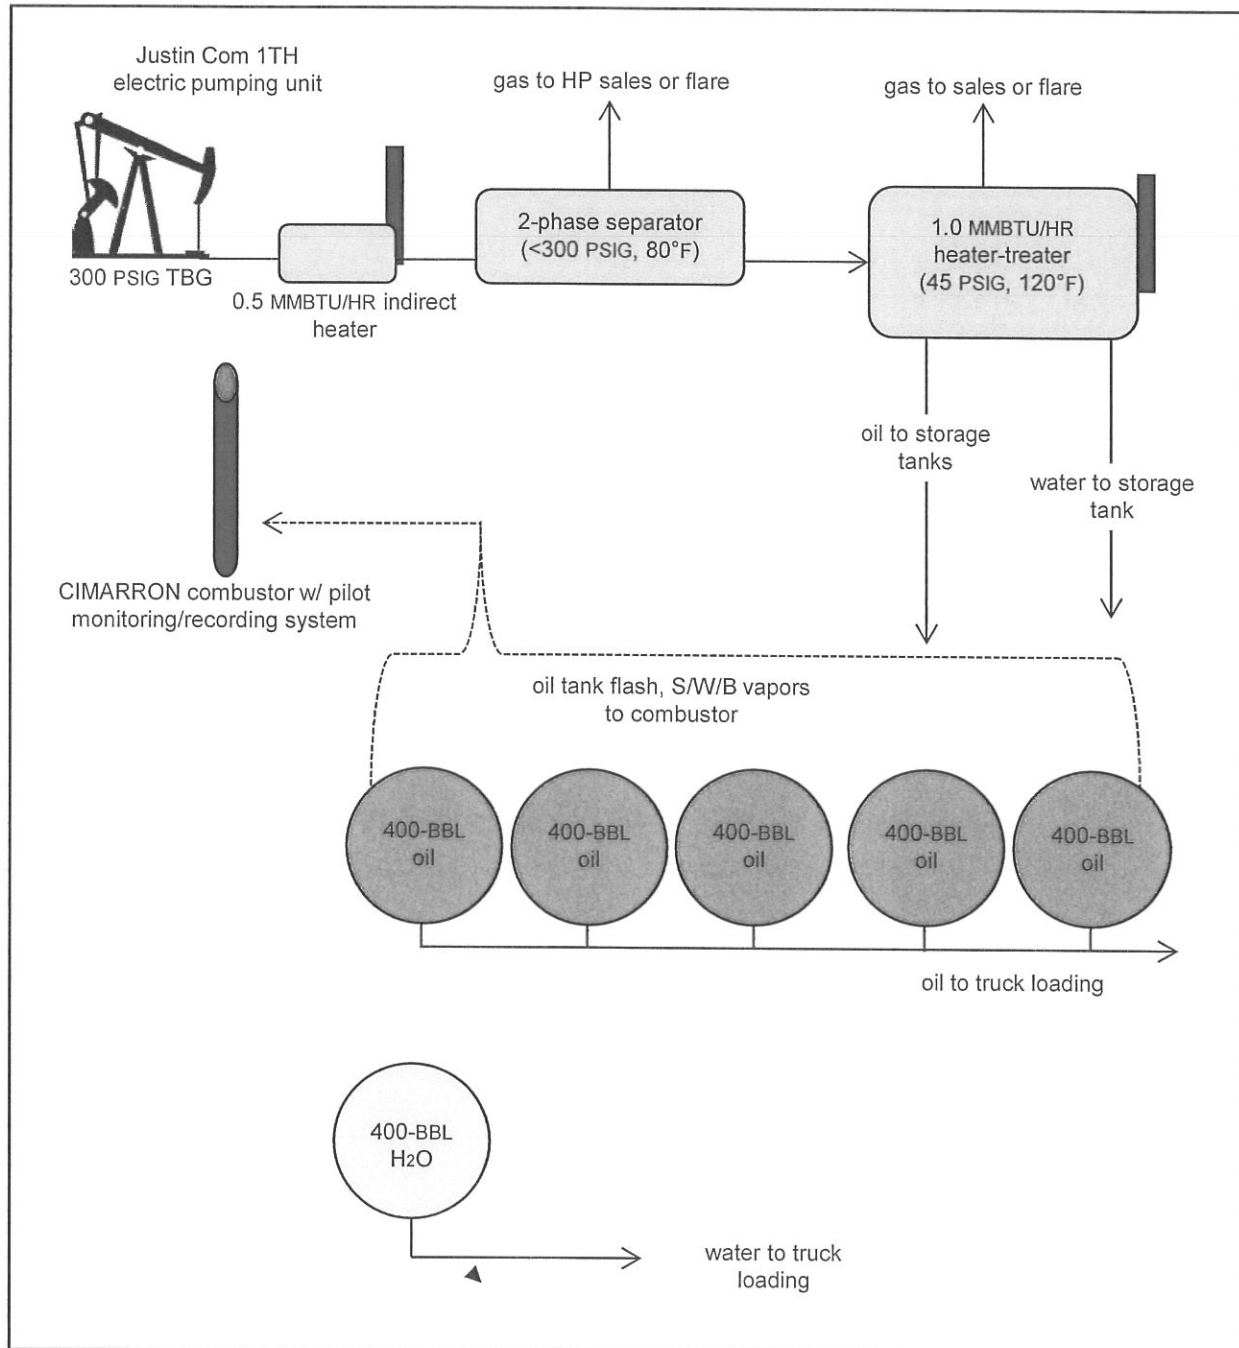 Justin Com 1TH
electric pumping unit
gas to HP sales or flare
gas to sales or flare
2-phase separator
(<300 PSIG, 80°F)
1.0 MMBTU/HR
heater-treater
(45 PSIG, 120°F)
300 PSIG TBG
0.5 MMBTU/HR indirect
heater
oil to storage
tanks
water to storage
tank
CIMARRON combustor w/ pilot
monitoring/recording system
oil tank flash, S/W/B vapors
to combustor
400-BBL
oil
400-BBL
oil
400-BBL
oil
400-BBL
oil
400-BBL
oil
oil to truck loading
400-BBL
H2O
water to truck
loading